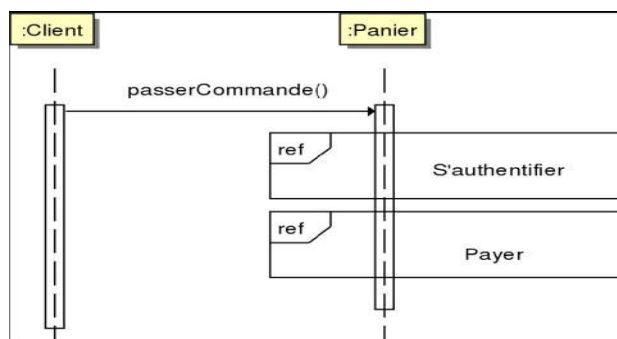 :Client
:Panier
passerCommande()
ref
S'authentifier
ref
Payer